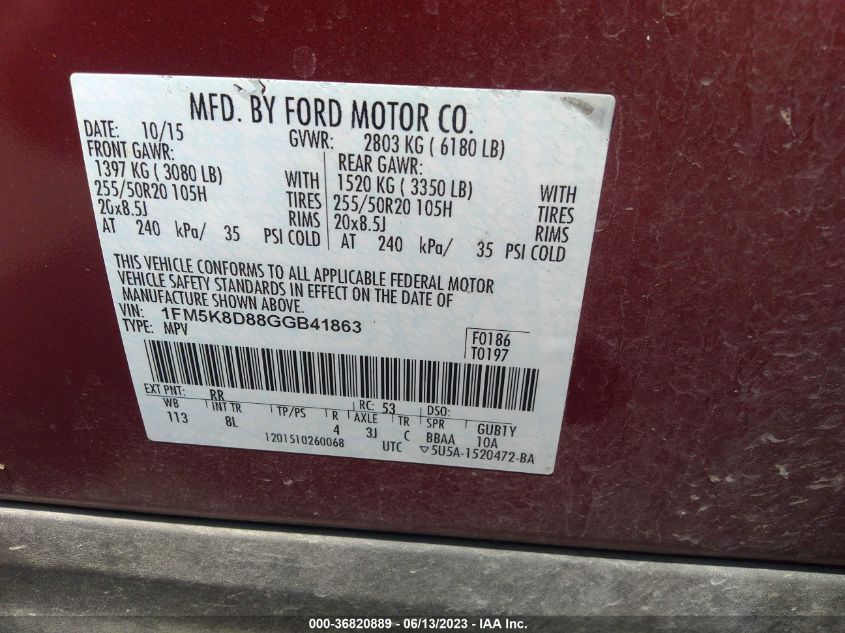 MFD. BY FORD MOTOR CO.
DATE: 10/15 GVWR: 2803 KG ( 6180 LB)
FRONT GAWR: REAR GAWR:
1397 KG ( 3080 LB) WITH 1520 KG ( 3350 LB) WITH
255/50R20 105H TIRES 255/50R20 105H TIRES
20x8.5J RIMS 20x8.5J RIMS
AT 240 kPa/ 35 PSI COLD AT 240 kPa/ 35 PSI COLD
THIS VEHICLE CONFORMS TO ALL APPLICABLE FEDERAL MOTOR
VEHICLE SAFETY STANDARDS IN EFFECT ON THE DATE OF
MANUFACTURE SHOWN ABOVE.
VIN: 1FM5K8D88GGB41863
TYPE: MPV
F0186
T0197
EXT PNT: RR RC: 53 DSO:
WB INT TR TP/PS R AXLE TR SPR GUBTY
113 8L 4 3J C BBAA 10A
1201510260068 UTC ▽5U5A-1520472-BA
000-36820889 - 06/13/2023 - IAA Inc.